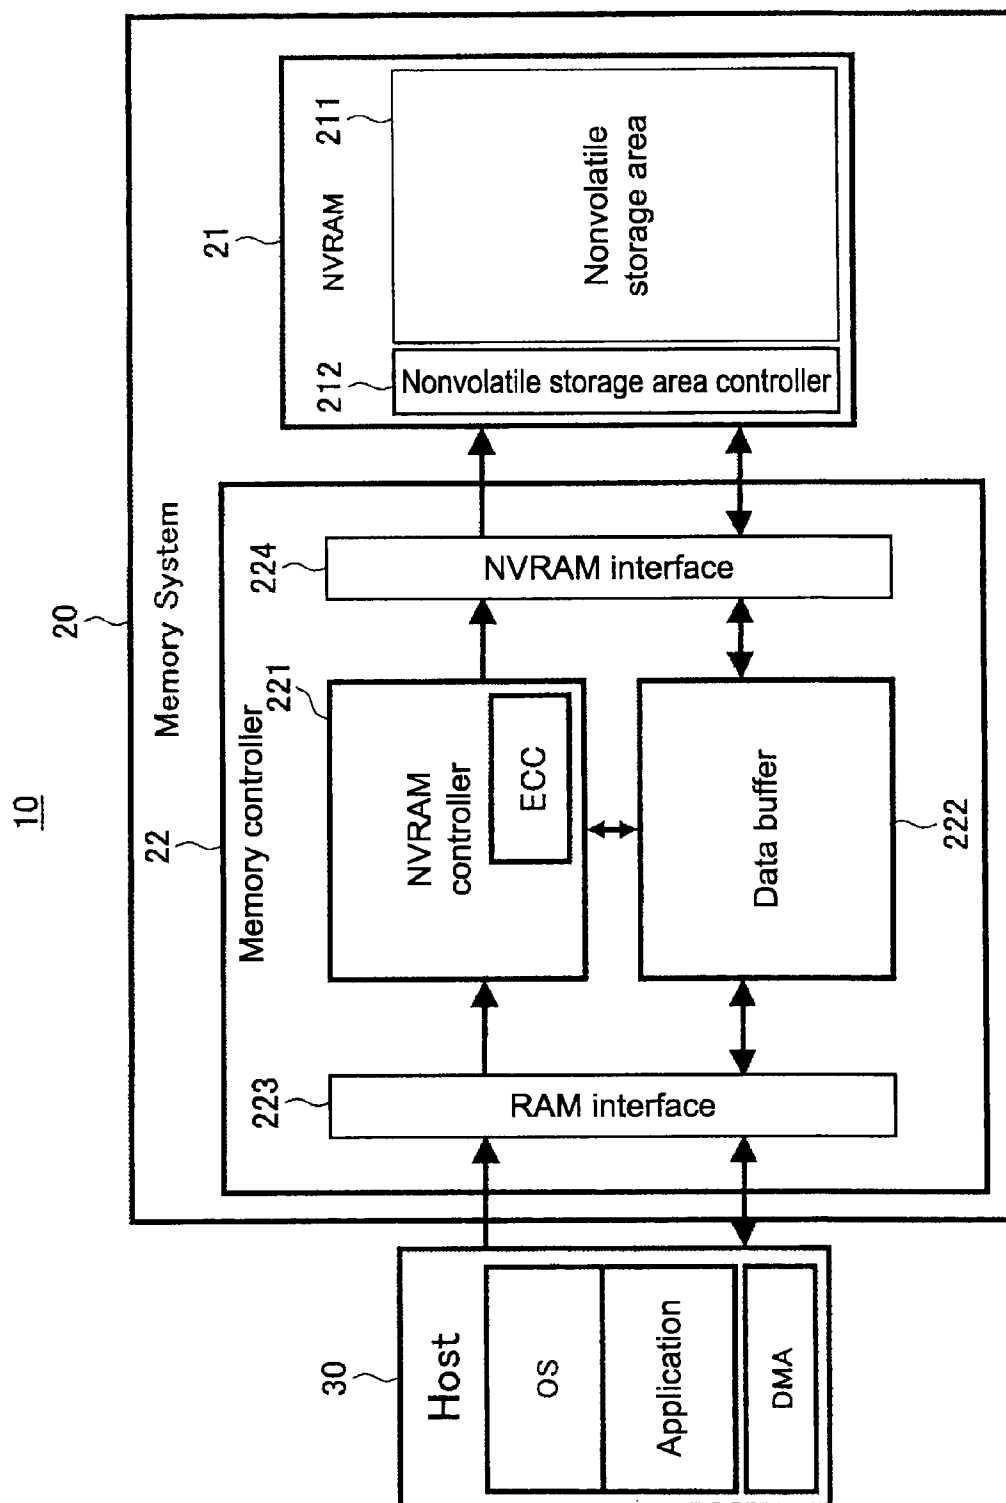 10
20
Memory System
30
Host
OS
Application
DMA
22
Memory controller
223
RAM interface
221
NVRAM
controller
ECC
Data buffer
222
224
NVRAM interface
21
NVRAM
212
Nonvolatile storage area controller
211
Nonvolatile
storage area